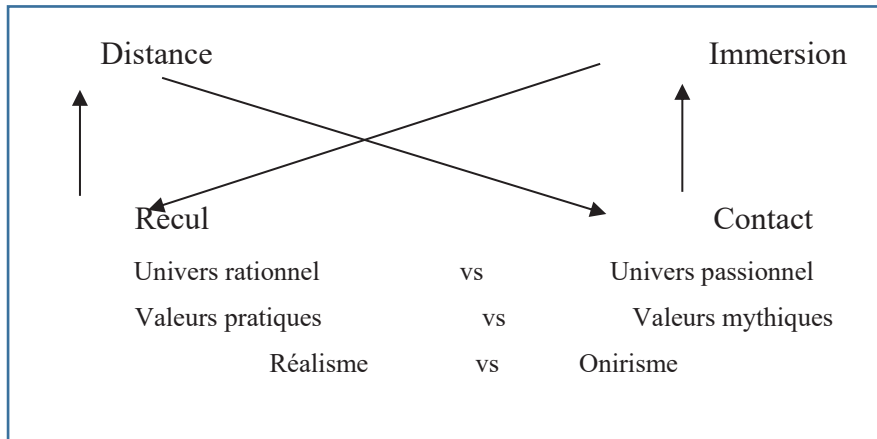 Distance Immersion
Recul Contact
Univers rationnel vs Univers passionnel
Valeurs pratiques vs Valeurs mythiques
Réalisme vs Onirisme